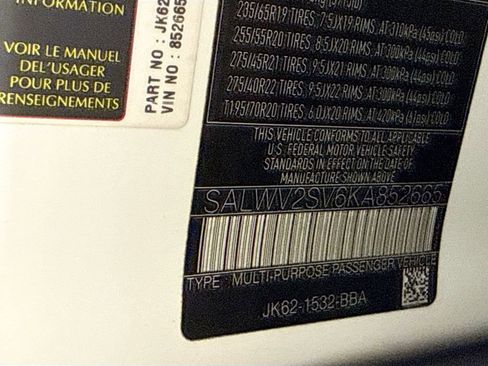 INFORMATION
VOIR LE MANUEL
DEL'USAGER
POUR PLUS DE
RENSEIGNEMENTS
PART NO : JK62
VIN NO : 852665
235/65R19 TIRES, 7.5JX19 RIMS, AT:310kPa (45psi) COLD
255/55R20 TIRES, 8.5JX20 RIMS, AT:300kPa (44psi) COLD
275/45R21 TIRES, 9.5JX21 RIMS, AT:300kPa (44psi) COLD
275/40R22 TIRES, 9.5JX22 RIMS, AT:300kPa (44psi) COLD
T195/70R20 TIRES, 6.0JX20 RIMS, AT:420kPa (61psi) COLD
THIS VEHICLE CONFORMS TO ALL APPLICABLE
U.S. FEDERAL MOTOR VEHICLE SAFETY
STANDARDS IN EFFECT ON THE DATE OF
MANUFACTURE SHOWN ABOVE
SALWV2SV6KA852665
TYPE: MULTI-PURPOSE PASSENGER VEHICLE
JK62-1532-BBA